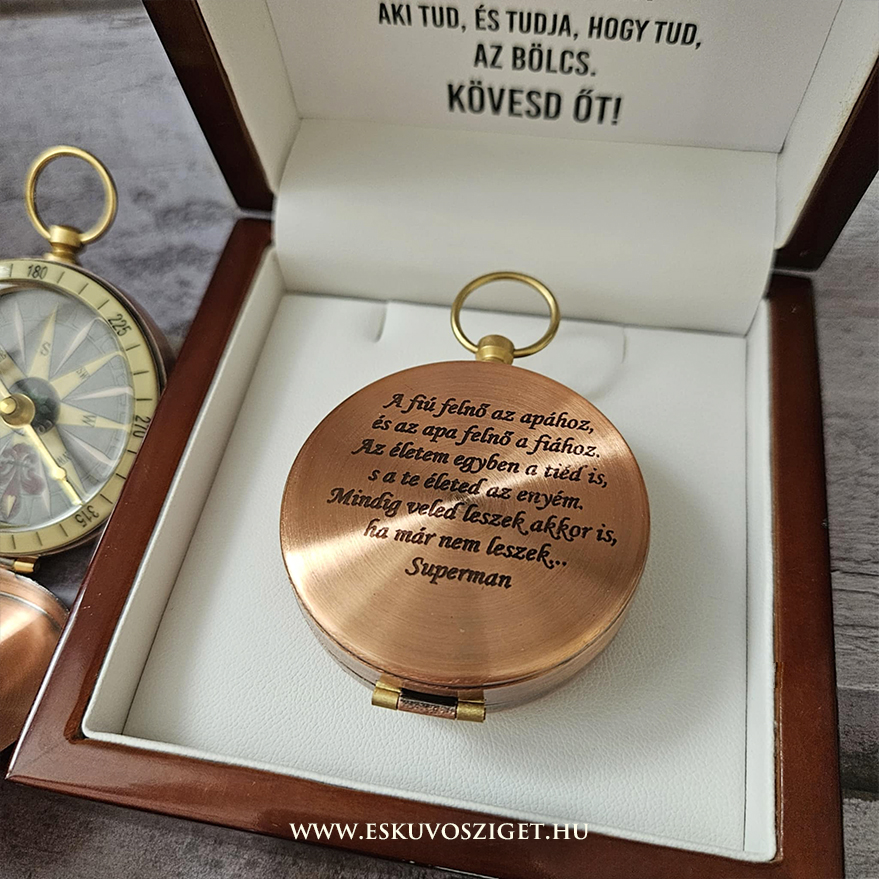 AKI TUD, ÉS TUDJA, HOGY TUD,
AZ BÖLCS.
KÖVESD ŐT!
A fiú felnő az apához,
és az apa felnő a fiához.
Az életem egyben a tiéd is,
s a te életed az enyém.
Mindig veled leszek akkor is,
ha már nem leszek...
Superman
180
225
270
315
S
W
WWW.ESKUVOSZIGET.HU